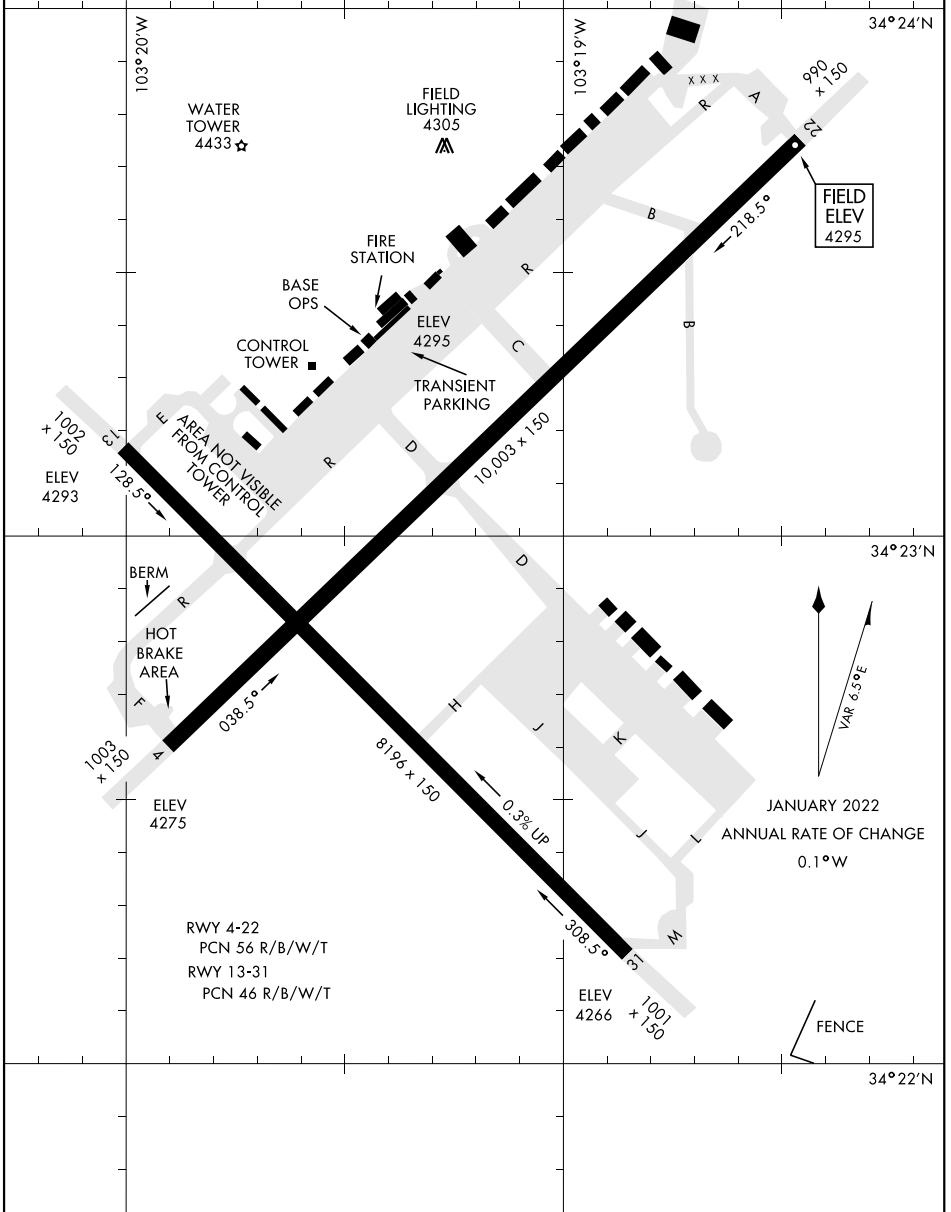 103°20'W
103°19'W
34°24'N
WATER
TOWER
4433
FIELD
LIGHTING
4305
x x x
R
A
990
x 150
22
FIELD
ELEV
4295
218.5°
B
B
FIRE
STATION
BASE
OPS
R
ELEV
4295
C
CONTROL
TOWER
TRANSIENT
PARKING
1002
x 150
13
E
AREA NOT VISIBLE
FROM CONTROL
TOWER
R
D
10,003 x 150
ELEV
4293
128.5°
34°23'N
BERM
R
D
HOT
BRAKE
AREA
F
038.5°
VAR 6.5°E
H
J
K
1003
x 150
4
8196 x 150
ELEV
4275
0.3% UP
J
L
JANUARY 2022
ANNUAL RATE OF CHANGE
0.1°W
RWY 4-22
PCN 56 R/B/W/T
RWY 13-31
PCN 46 R/B/W/T
308.5°
31
M
ELEV
4266
1001
x 150
FENCE
34°22'N